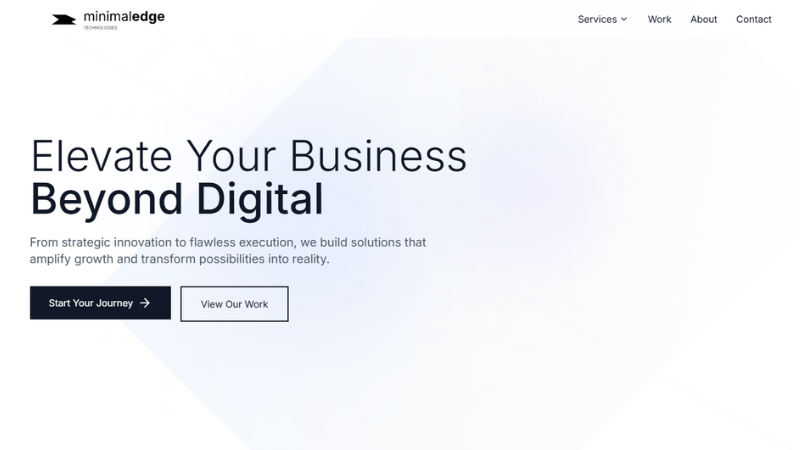 minimaledge
TECHNOLOGIES
Services
Work
About
Contact
Elevate Your Business
Beyond Digital
From strategic innovation to flawless execution, we build solutions that
amplify growth and transform possibilities into reality.
Start Your Journey →
View Our Work